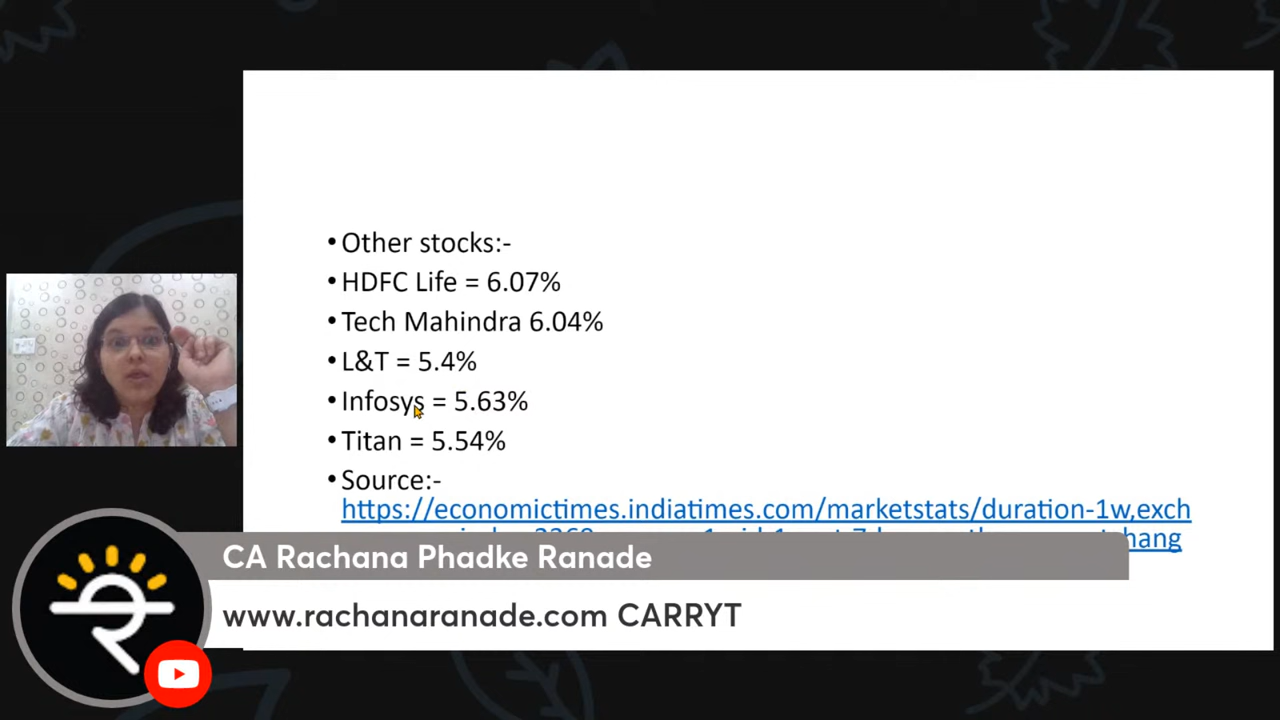 • Other stocks:-
• HDFC Life = 6.07%
• Tech Mahindra 6.04%
• L&T = 5.4%
• Infosys = 5.63%
• Titan = 5.54%
• Source:-
https://economictimes.indiatimes.com/marketstats/duration-1w,exch
CA Rachana Phadke Ranade
www.rachanaranade.com CARRYT